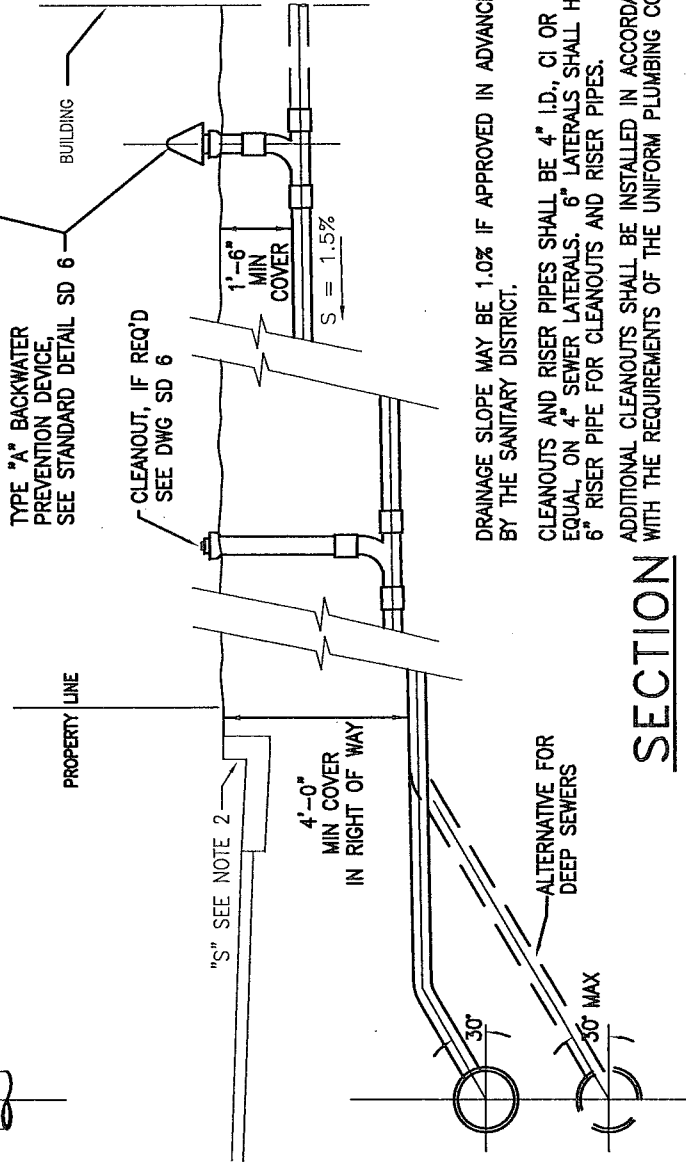 BUILDING
TYPE "A" BACKWATER
PREVENTION DEVICE,
SEE STANDARD DETAIL SD 6
CLEANOUT, IF REQ'D
SEE DWG SD 6
PROPERTY LINE
1'-6"
MIN
COVER
S = 1.5%
"S" SEE NOTE 2
4'-0"
MIN COVER
IN RIGHT OF WAY
ALTERNATIVE FOR
DEEP SEWERS
30°
30° MAX
DRAINAGE SLOPE MAY BE 1.0% IF APPROVED IN ADVANC
BY THE SANITARY DISTRICT.
CLEANOUTS AND RISER PIPES SHALL BE 4" I.D., CI OR
EQUAL, ON 4" SEWER LATERALS. 6" LATERALS SHALL H
6" RISER PIPE FOR CLEANOUTS AND RISER PIPES.
ADDITIONAL CLEANOUTS SHALL BE INSTALLED IN ACCORDA
WITH THE REQUIREMENTS OF THE UNIFORM PLUMBING CO
SECTION